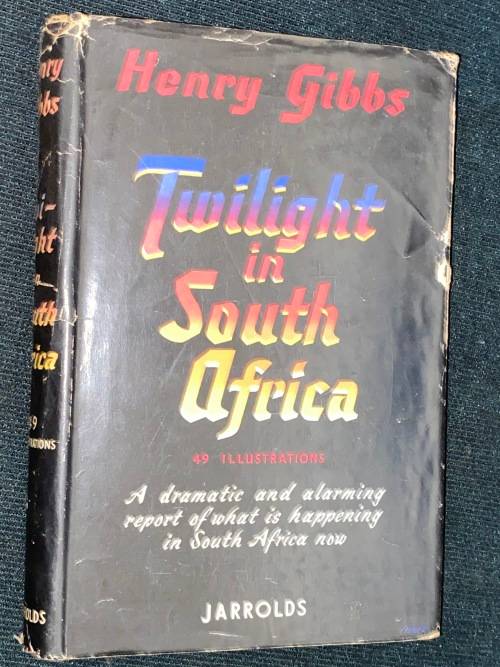 Henry Gibbs
Twilight
in
South
Africa
49 ILLUSTRATIONS
A dramatic and alarming
report of what is happening
in South Africa now
JARROLDS